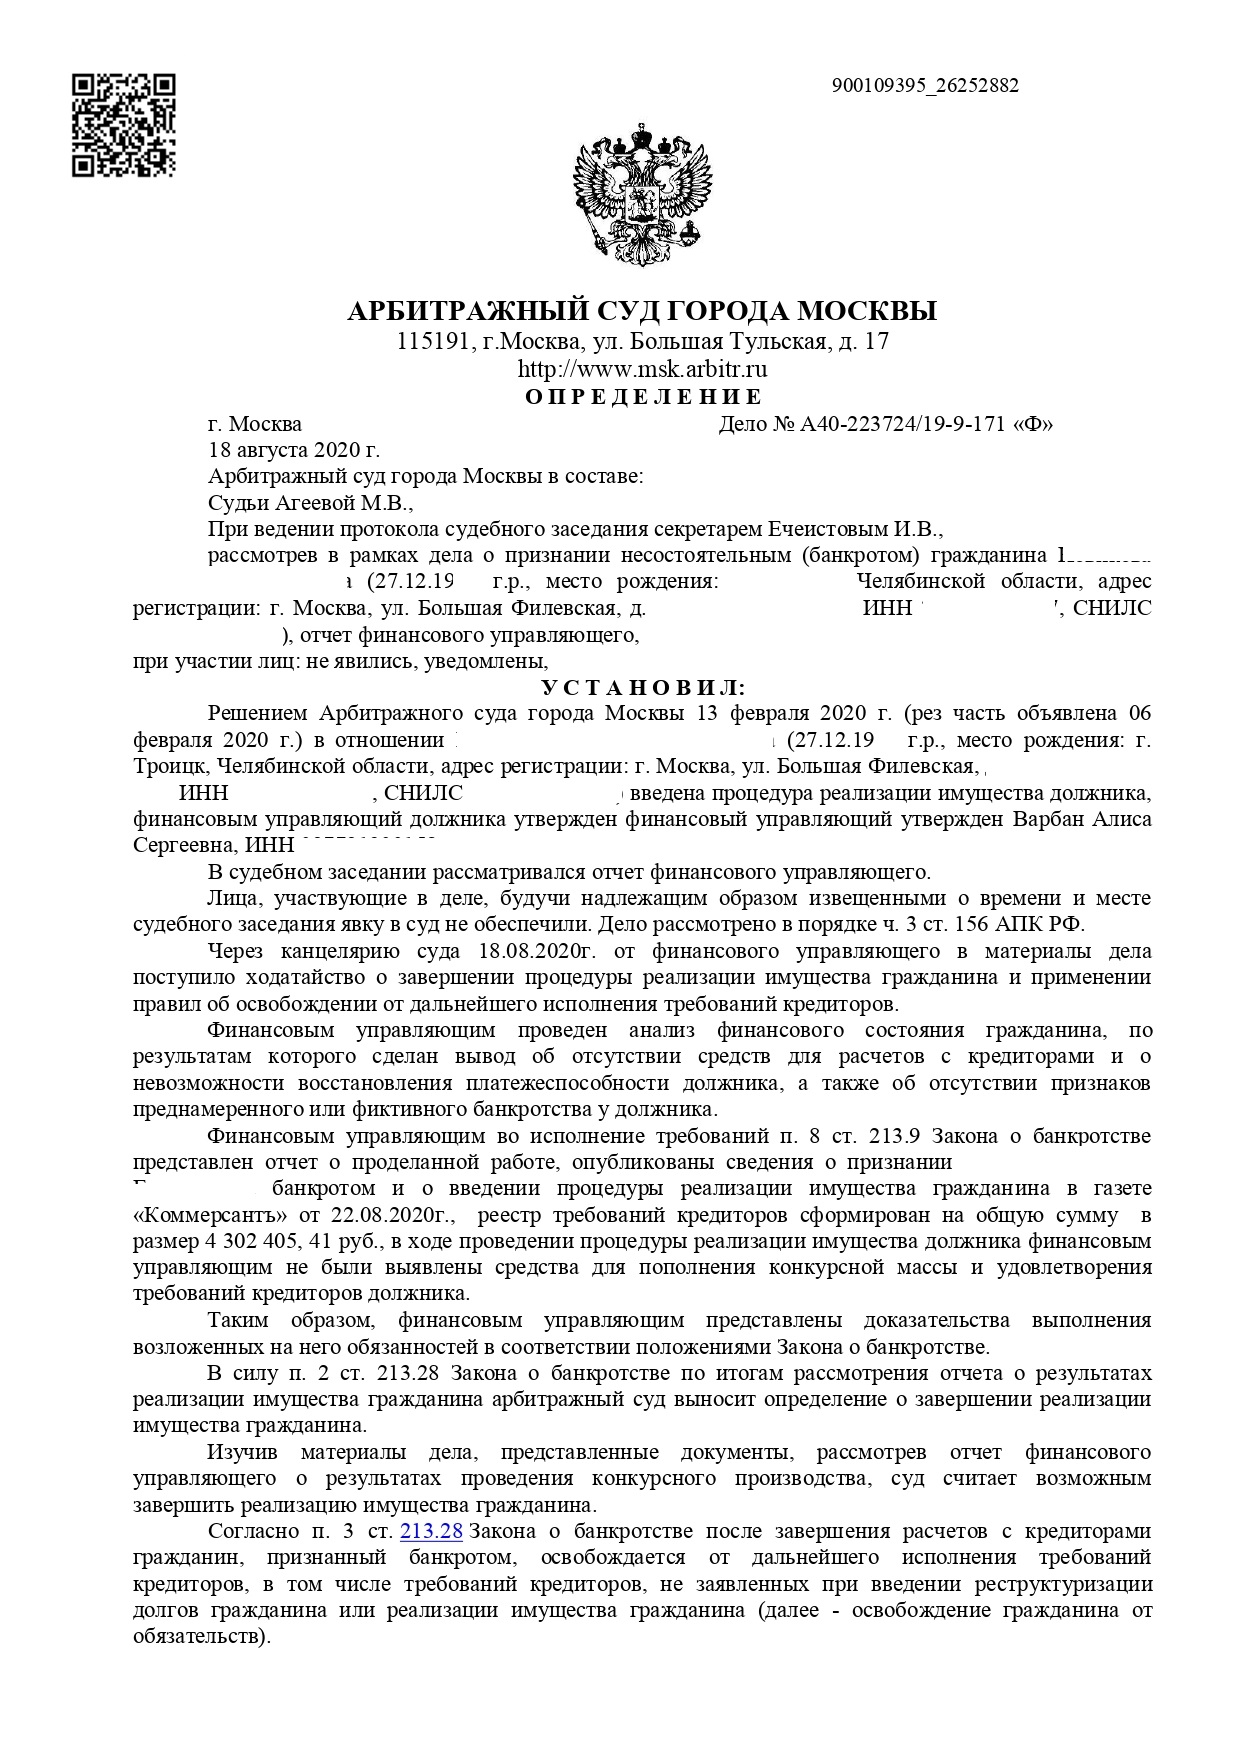 900109395_26252882
АРБИТРАЖНЫЙ СУД ГОРОДА МОСКВЫ
115191, г.Москва, ул. Большая Тульская, д. 17
http://www.msk.arbitr.ru
О П Р Е Д Е Л Е Н И Е
г. Москва Дело № А40-223724/19-9-171 «Ф»
18 августа 2020 г.
Арбитражный суд города Москвы в составе:
Судьи Агеевой М.В.,
При ведении протокола судебного заседания секретарем Ечеистовым И.В.,
рассмотрев в рамках дела о признании несостоятельным (банкротом) гражданина
(27.12.19 г.р., место рождения: Челябинской области, адрес
регистрации: г. Москва, ул. Большая Филевская, д. ИНН , СНИЛС
), отчет финансового управляющего,
при участии лиц: не явились, уведомлены,
У С Т А Н О В И Л:
Решением Арбитражного суда города Москвы 13 февраля 2020 г. (рез часть объявлена 06
февраля 2020 г.) в отношении (27.12.19 г.р., место рождения: г.
Троицк, Челябинской области, адрес регистрации: г. Москва, ул. Большая Филевская,
ИНН , СНИЛС ) введена процедура реализации имущества должника,
финансовым управляющий должника утвержден финансовый управляющий утвержден Варбан Алиса
Сергеевна, ИНН
В судебном заседании рассматривался отчет финансового управляющего.
Лица, участвующие в деле, будучи надлежащим образом извещенными о времени и месте
судебного заседания явку в суд не обеспечили. Дело рассмотрено в порядке ч. 3 ст. 156 АПК РФ.
Через канцелярию суда 18.08.2020г. от финансового управляющего в материалы дела
поступило ходатайство о завершении процедуры реализации имущества гражданина и применении
правил об освобождении от дальнейшего исполнения требований кредиторов.
Финансовым управляющим проведен анализ финансового состояния гражданина, по
результатам которого сделан вывод об отсутствии средств для расчетов с кредиторами и о
невозможности восстановления платежеспособности должника, а также об отсутствии признаков
преднамеренного или фиктивного банкротства у должника.
Финансовым управляющим во исполнение требований п. 8 ст. 213.9 Закона о банкротстве
представлен отчет о проделанной работе, опубликованы сведения о признании
банкротом и о введении процедуры реализации имущества гражданина в газете
«Коммерсантъ» от 22.08.2020г., реестр требований кредиторов сформирован на общую сумму в
размер 4 302 405, 41 руб., в ходе проведении процедуры реализации имущества должника финансовым
управляющим не были выявлены средства для пополнения конкурсной массы и удовлетворения
требований кредиторов должника.
Таким образом, финансовым управляющим представлены доказательства выполнения
возложенных на него обязанностей в соответствии положениями Закона о банкротстве.
В силу п. 2 ст. 213.28 Закона о банкротстве по итогам рассмотрения отчета о результатах
реализации имущества гражданина арбитражный суд выносит определение о завершении реализации
имущества гражданина.
Изучив материалы дела, представленные документы, рассмотрев отчет финансового
управляющего о результатах проведения конкурсного производства, суд считает возможным
завершить реализацию имущества гражданина.
Согласно п. 3 ст. 213.28 Закона о банкротстве после завершения расчетов с кредиторами
гражданин, признанный банкротом, освобождается от дальнейшего исполнения требований
кредиторов, в том числе требований кредиторов, не заявленных при введении реструктуризации
долгов гражданина или реализации имущества гражданина (далее - освобождение гражданина от
обязательств).